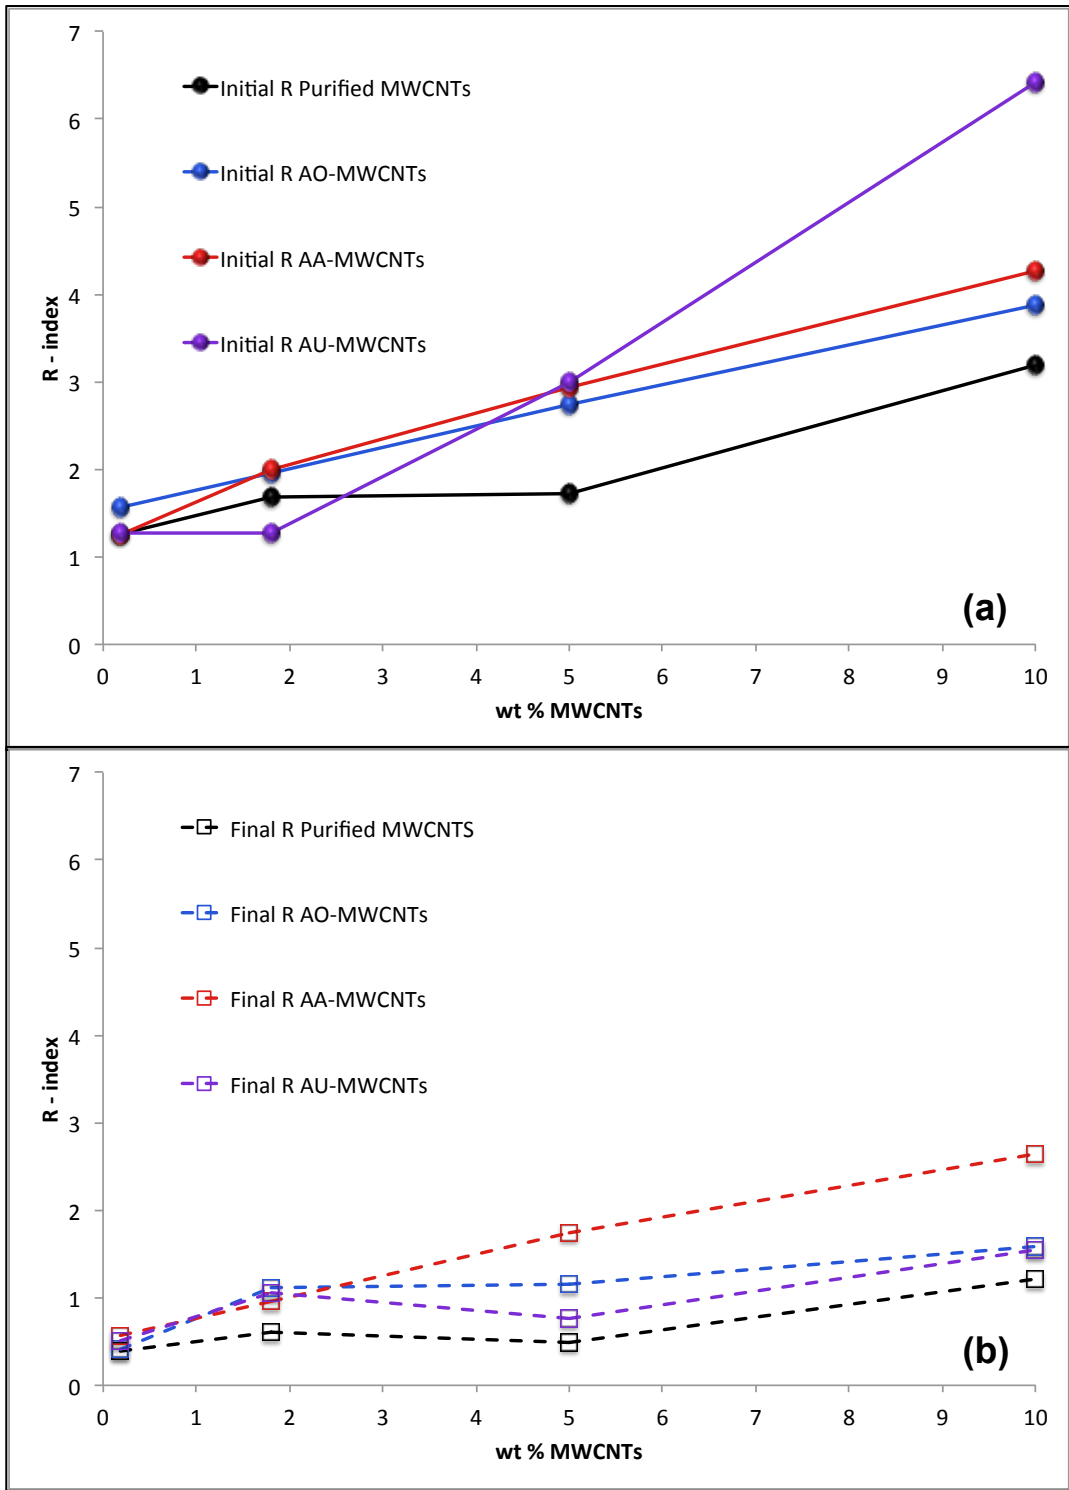 7
6
5
4
3
2
1
0
R - index
Initial R Purified MWCNTs
Initial R AO-MWCNTs
Initial R AA-MWCNTs
Initial R AU-MWCNTs
(a)
0 1 2 3 4 5 6 7 8 9 10
wt % MWCNTs
7
6
5
4
3
2
1
0
R - index
Final R Purified MWCNTS
Final R AO-MWCNTs
Final R AA-MWCNTs
Final R AU-MWCNTs
(b)
0 1 2 3 4 5 6 7 8 9 10
wt % MWCNTs